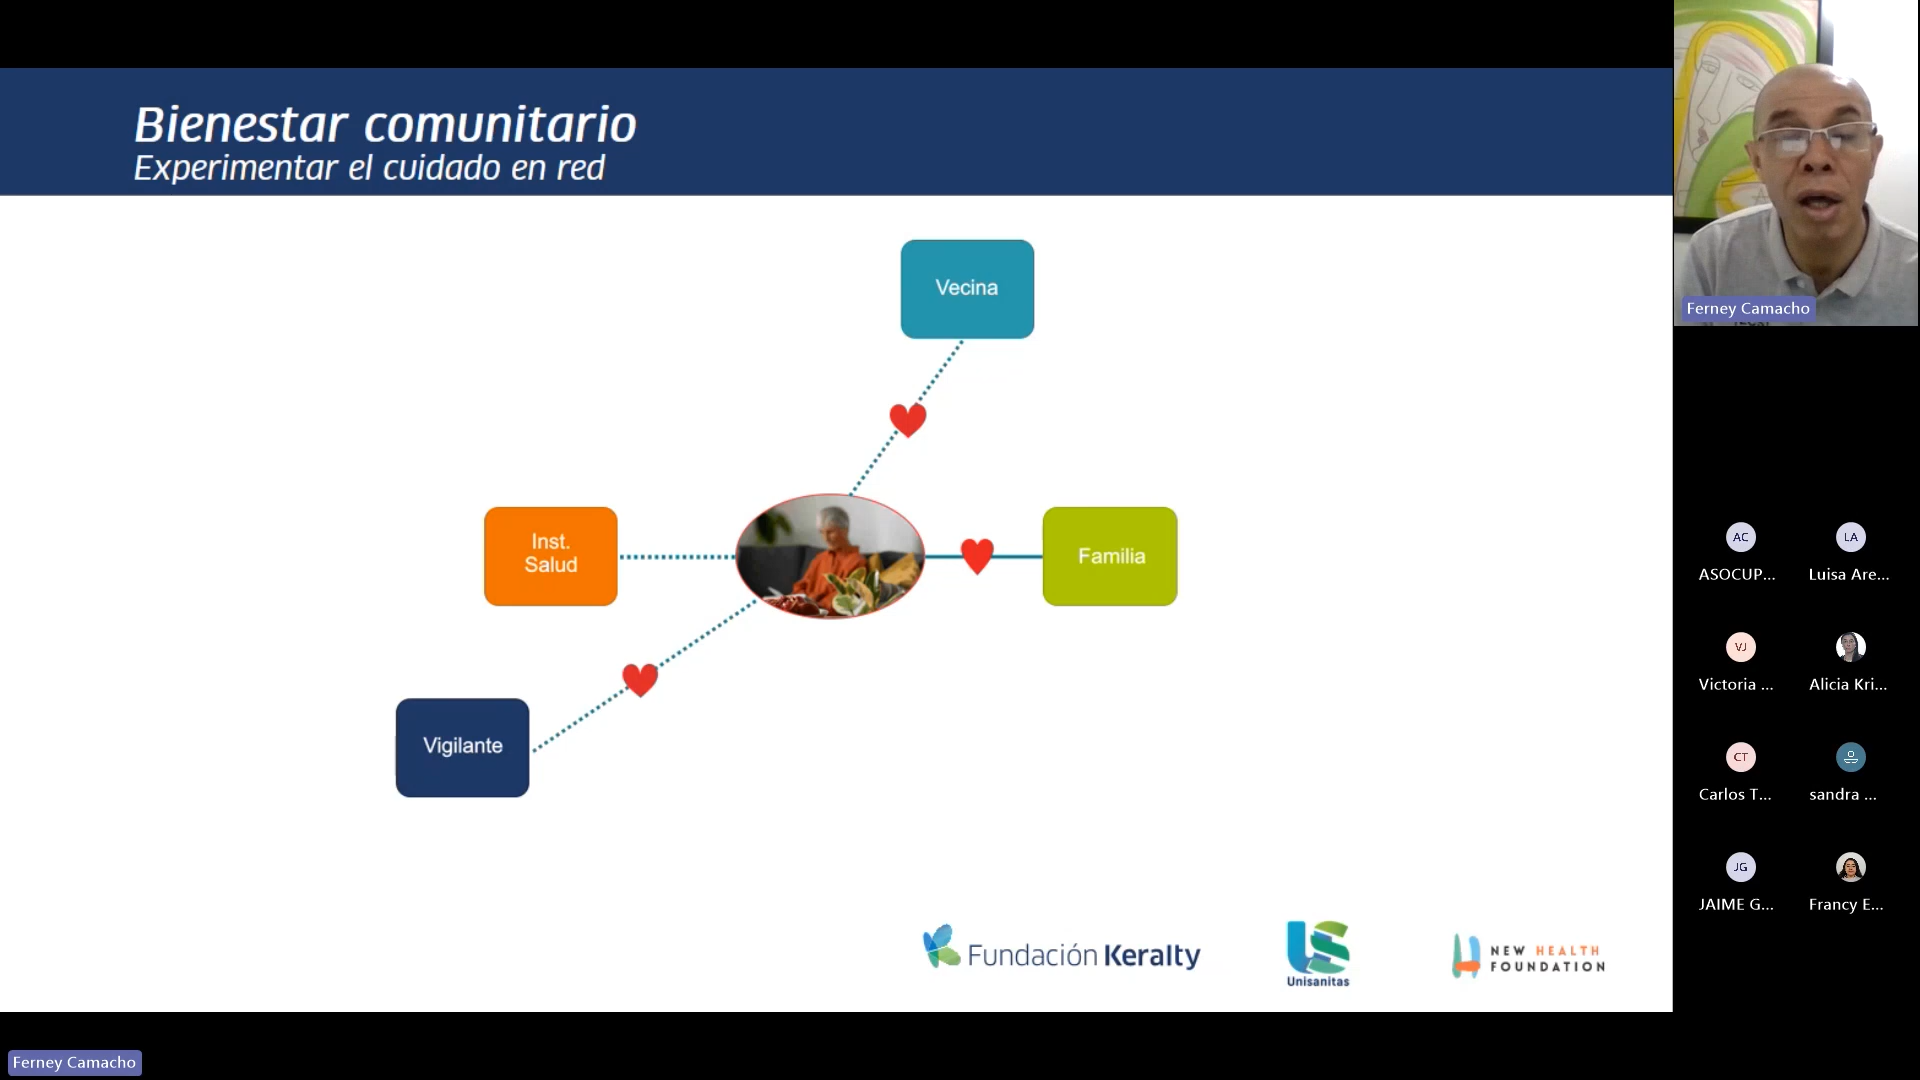 Bienestar comunitario
Experimentar el cuidado en red
Vecina
Inst.
Salud
Familia
Vigilante
Fundación Keralty
Unisanitas
NEW HEALTH
FOUNDATION
Ferney Camacho
AC
LA
ASOCUP...
Luisa Are...
VJ
Victoria ...
Alicia Kri...
CT
Carlos T...
sandra ...
JG
JAIME G...
Francy E...
Ferney Camacho